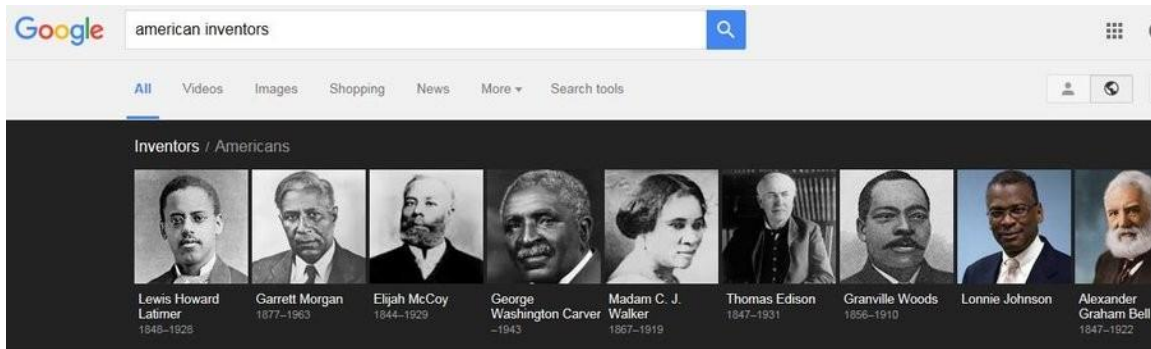 Google american inventors
All Videos Images Shopping News More Search tools
Inventors / Americans
Lewis Howard Latimer
1848–1928
Garrett Morgan
1877–1963
Elijah McCoy
1844–1929
George Washington Carver
–1943
Madam C. J. Walker
1867–1919
Thomas Edison
1847–1931
Granville Woods
1856–1910
Lonnie Johnson
Alexander Graham Bell
1847–1922